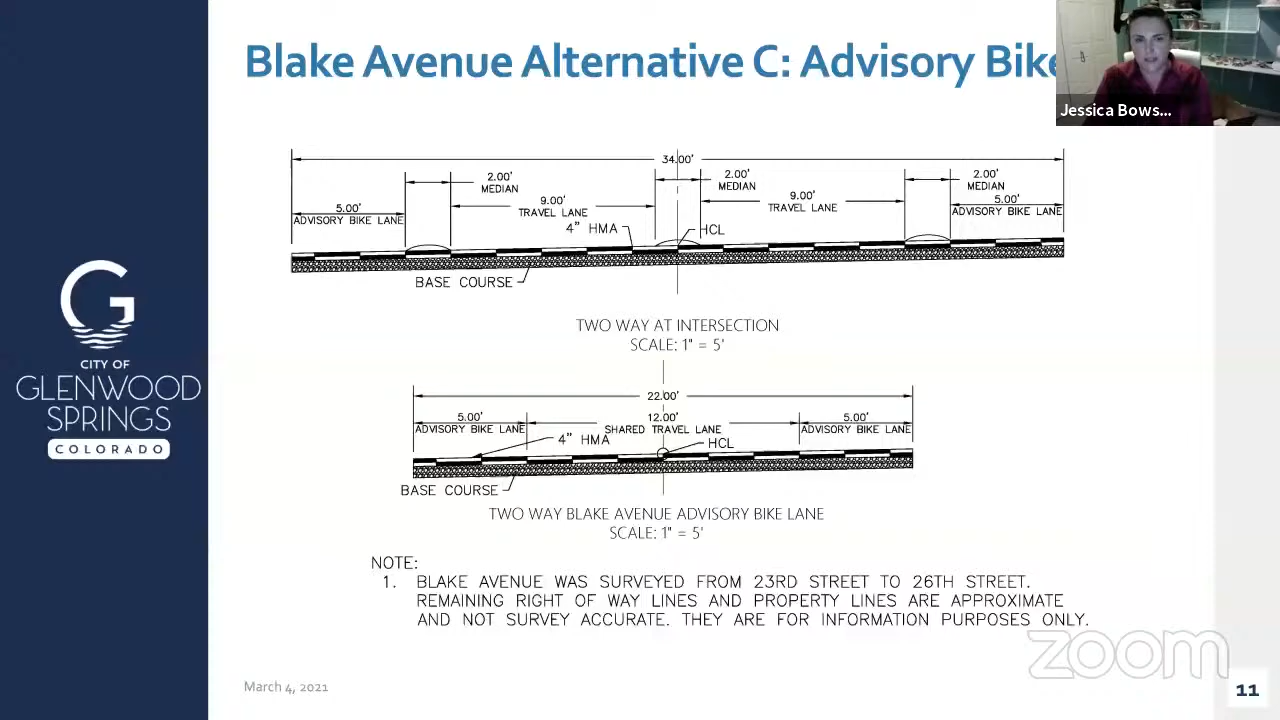 Blake Avenue Alternative C: Advisory Bike
Jessica Bows...
34.00'
2.00'
MEDIAN
2.00'
MEDIAN
2.00'
MEDIAN
5.00'
ADVISORY BIKE LANE
9.00'
TRAVEL LANE
9.00'
TRAVEL LANE
5.00'
ADVISORY BIKE LANE
4" HMA
HCL
BASE COURSE
TWO WAY AT INTERSECTION
SCALE: 1" = 5'
22.00'
5.00'
ADVISORY BIKE LANE
12.00'
SHARED TRAVEL LANE
5.00'
ADVISORY BIKE LANE
4" HMA
HCL
BASE COURSE
TWO WAY BLAKE AVENUE ADVISORY BIKE LANE
SCALE: 1" = 5'
NOTE:
1. BLAKE AVENUE WAS SURVEYED FROM 23RD STREET TO 26TH STREET.
REMAINING RIGHT OF WAY LINES AND PROPERTY LINES ARE APPROXIMATE
AND NOT SURVEY ACCURATE. THEY ARE FOR INFORMATION PURPOSES ONLY.
G
CITY OF
GLENWOOD
SPRINGS
COLORADO
March 4, 2021
zoom
11